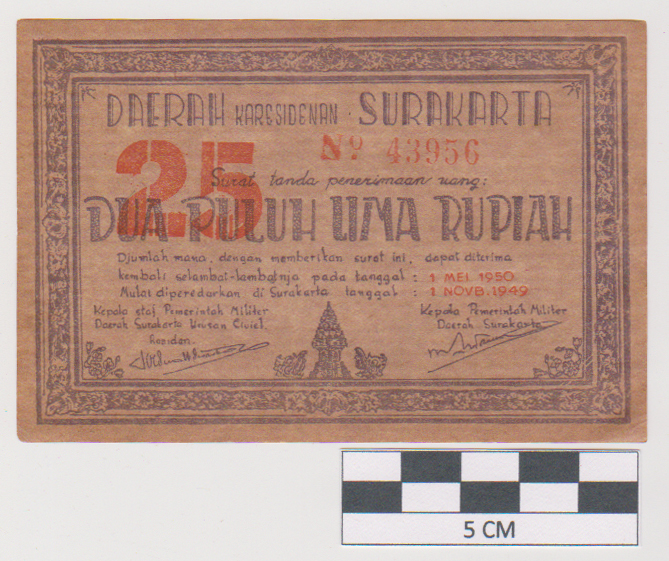 DAERAH KARESIDENAN · SURAKARTA
25
Nº 43956
Surat tanda penerimaan uang:
DUA PULUH LIMA RUPIAH
Djumlah mana, dengan memberikan surat ini, dapat diterima
kembali selambat-lambatnja pada tanggal : 1 MEI 1950
Mulai diperedarkan di Surakarta tanggal : 1 NOVB. 1949
Kepala staf Pemerintah Militer
Daerah Surakarta Urusan Civiel.
Residen.
Kepala Pemerintah Militer
Daerah Surakarta
5 CM